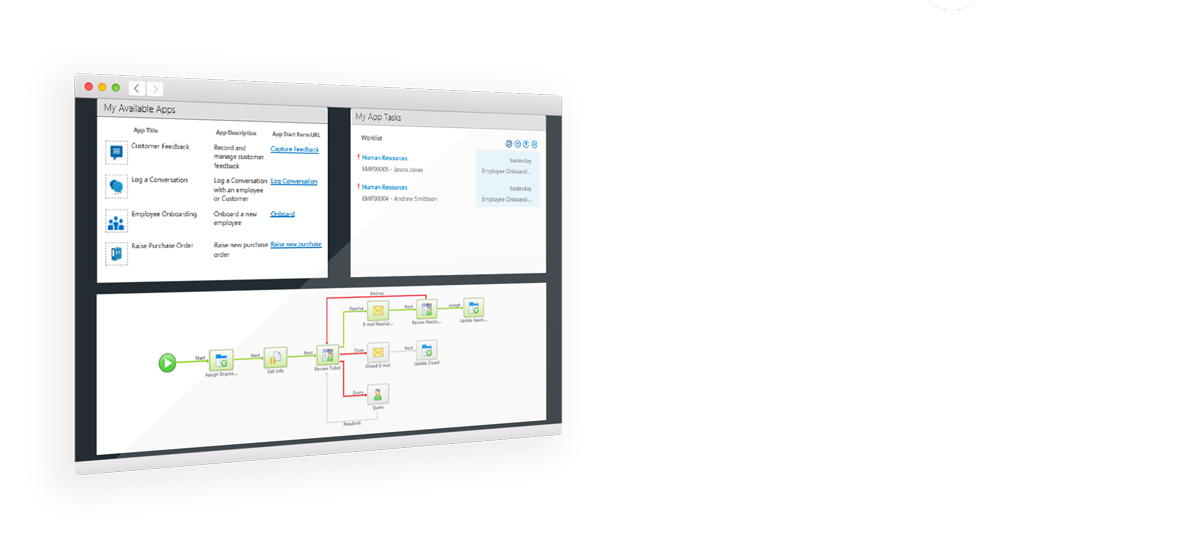 My Available Apps
App Title App Description App Start Form URL
Customer Feedback Record and manage customer feedback Capture Feedback
Log a Conversation Log a Conversation with an employee or Customer Log Conversation
Employee Onboarding Onboard a new employee Onboard
Raise Purchase Order Raise new purchase order Raise new purchase
My App Tasks
Worklist
! Human Resources Yesterday
EMP00005 - Jason Jones Employee Onboardi...
! Human Resources Yesterday
EMP00004 - Andrew Smithson Employee Onboardi...
Decline
Resolve Next Accept
E-mail Resolut... Review Resolu... Update Resolv...
Start Next Next Close Next
Assign Engine... Get Info Review Ticket Closed E-mail Update Closed
Query
Query
Resubmit